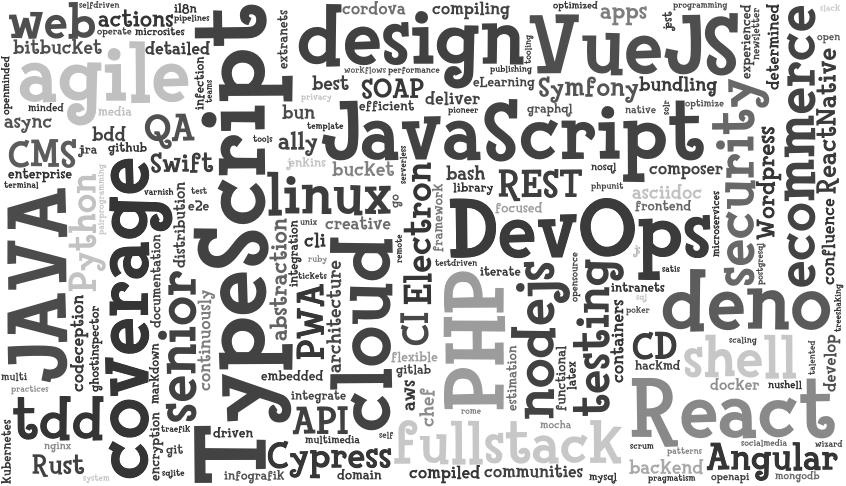 selfdriven
i18n
cordova
compiling
optimized
programming
slack
web
actions
pipelines
design
VueJS
apps
jest
experienced
newsletter
determined
ecommerce
operate
microsites
extranets
tooling
open
bitbucket
detailed
TypeScript
workflows
performance
publishing
openminded
agile
infection
teams
best
SOAP
eLearning
Symfony
bundling
ReactNative
minded
media
privacy
efficient
deliver
pioneer
graphql
native
solr
optimize
security
async
bdd
QA
bun
template
JavaScript
CMS
jra
github
Swift
tools
ally
jenkins
bucket
serverless
nosql
composer
Wordpress
enterprise
terminal
Python
pairprogramming
coverage
varnish
test
linux
go
Electron
framework
bash
library
REST
phpunit
asciidoc
JAVA
distribution
e2e
unix
creative
focused
frontend
microservices
confluence
documentation
senior
abstraction
integration
cli
ruby
tickets
cloud
remote
DevOps
jt
postgresql
testdriven
iterate
opensource
satis
treeshaking
codeception
ghostinspector
continuously
PWA
architecture
CI
PHP
nodejs
testing
intranets
sql
deno
poker
containers
scaling
develop
talented
multi
practices
markdown
embedded
flexible
gitlab
estimation
functional
latex
CD
hackmd
shell
docker
nushell
tdd
integrate
aws
chef
rome
React
kubernetes
nginx
encryption
traefik
git
driven
API
multimedia
self
fullstack
mocha
scrum
patterns
socialmedia
wizard
Rust
system
sqlite
infografik
Cypress
domain
compiled
communities
mysql
backend
pragmatism
Angular
openapi
mongodb